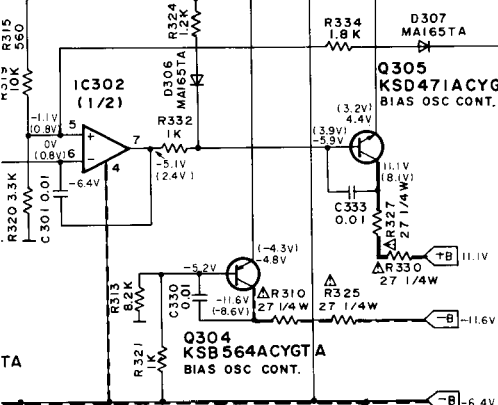 R315
560
R319
10K
R324
1.2K
D306
MA165TA
R334
1.8K
D307
MA165TA
Q305
KSD471ACYG
BIAS OSC CONT.
IC302
(1/2)
-1.1V
(0.8V)
5
0V
(0.8V)
6
7
4
-6.4V
R332
1K
-5.1V
(2.4V)
(3.2V)
4.4V
(3.9V)
-5.9V
11.1V
(8.1V)
C333
0.01
R327
27 1/4W
R330
27 1/4W
+B
11.1V
R320 3.3K
C301 0.01
-5.2V
(-4.3V)
-4.8V
R313
8.2K
C330
0.01
-11.6V
(-8.6V)
R310
27 1/4W
R325
27 1/4W
-B
-11.6V
R321
1K
Q304
KSB564ACYGTA
BIAS OSC CONT.
TA
-B
-6.4V